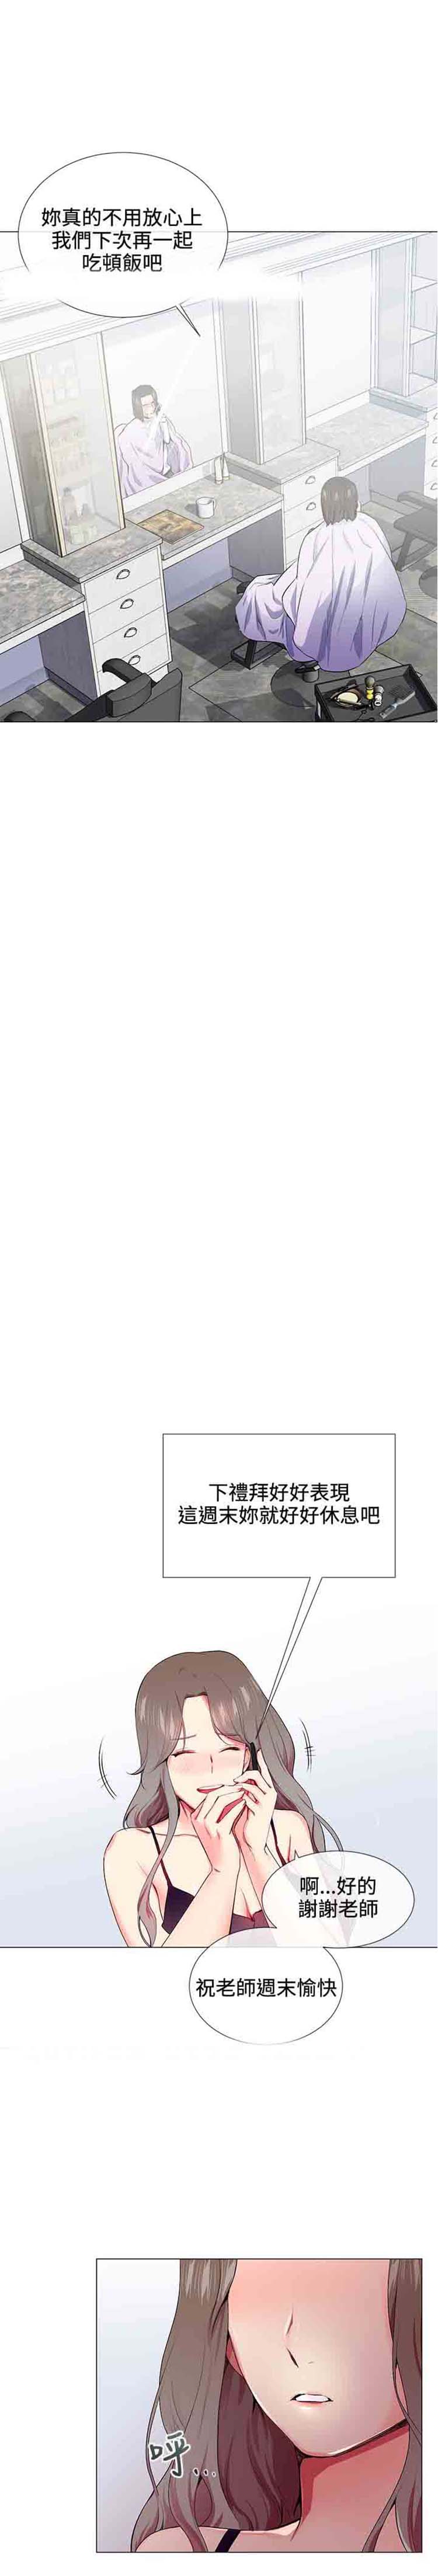 妳真的不用放心上
我們下次再一起
吃頓飯吧
下禮拜好好表現
這週末妳就好好休息吧
啊...好的
謝謝老師
祝老師週末愉快
呼...